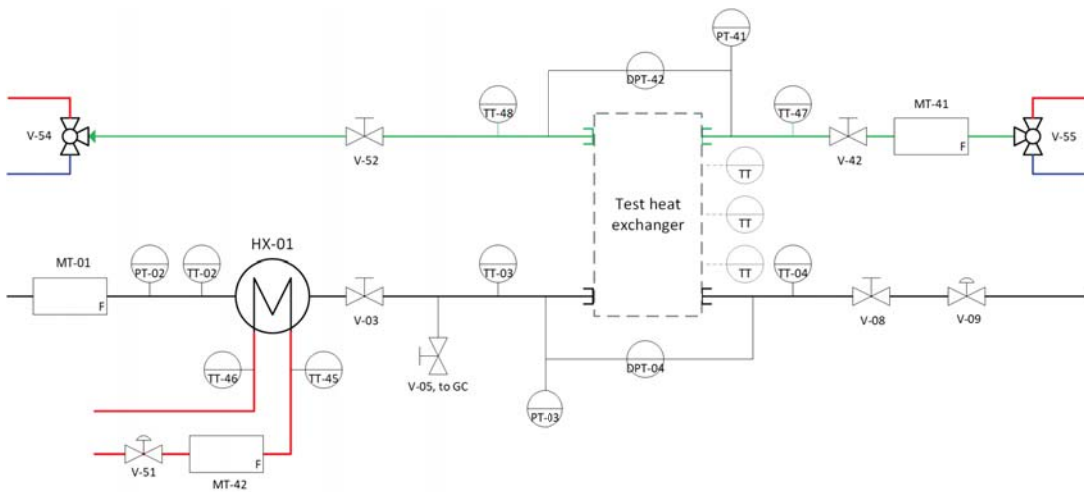 PT-41
DPT-42
TT-48
TT-47
MT-41
F
V-54
V-52
V-42
V-55
TT
TT
TT
Test heat
exchanger
HX-01
MT-01
F
PT-02
TT-02
TT-03
TT-04
V-03
V-08
V-09
V-05, to GC
DPT-04
PT-03
TT-46
TT-45
V-51
MT-42
F